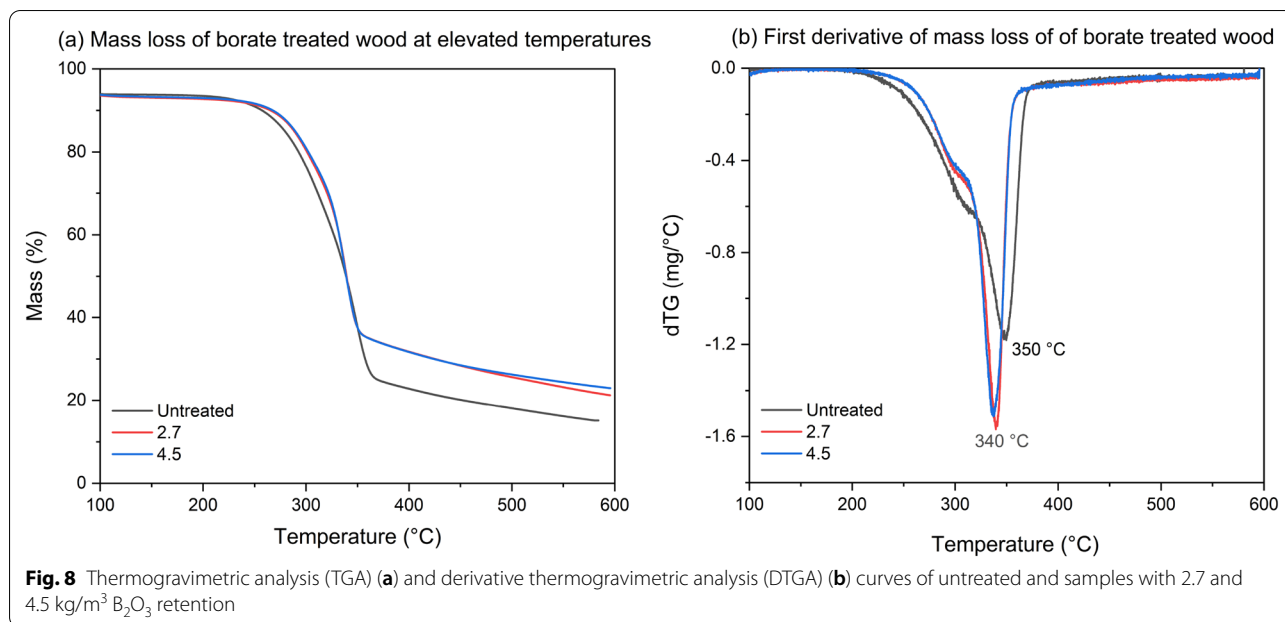 (a) Mass loss of borate treated wood at elevated temperatures
100
80
60
40
20
0
Mass (%)
Untreated
2.7
4.5
100 200 300 400 500 600
Temperature (°C)
(b) First derivative of mass loss of of borate treated wood
0.0
-0.4
-0.8
-1.2
-1.6
dTG (mg/°C)
350 °C
340 °C
Untreated
2.7
4.5
100 200 300 400 500 600
Temperature (°C)
Fig. 8 Thermogravimetric analysis (TGA) (a) and derivative thermogravimetric analysis (DTGA) (b) curves of untreated and samples with 2.7 and
4.5 kg/m³ B₂O₃ retention